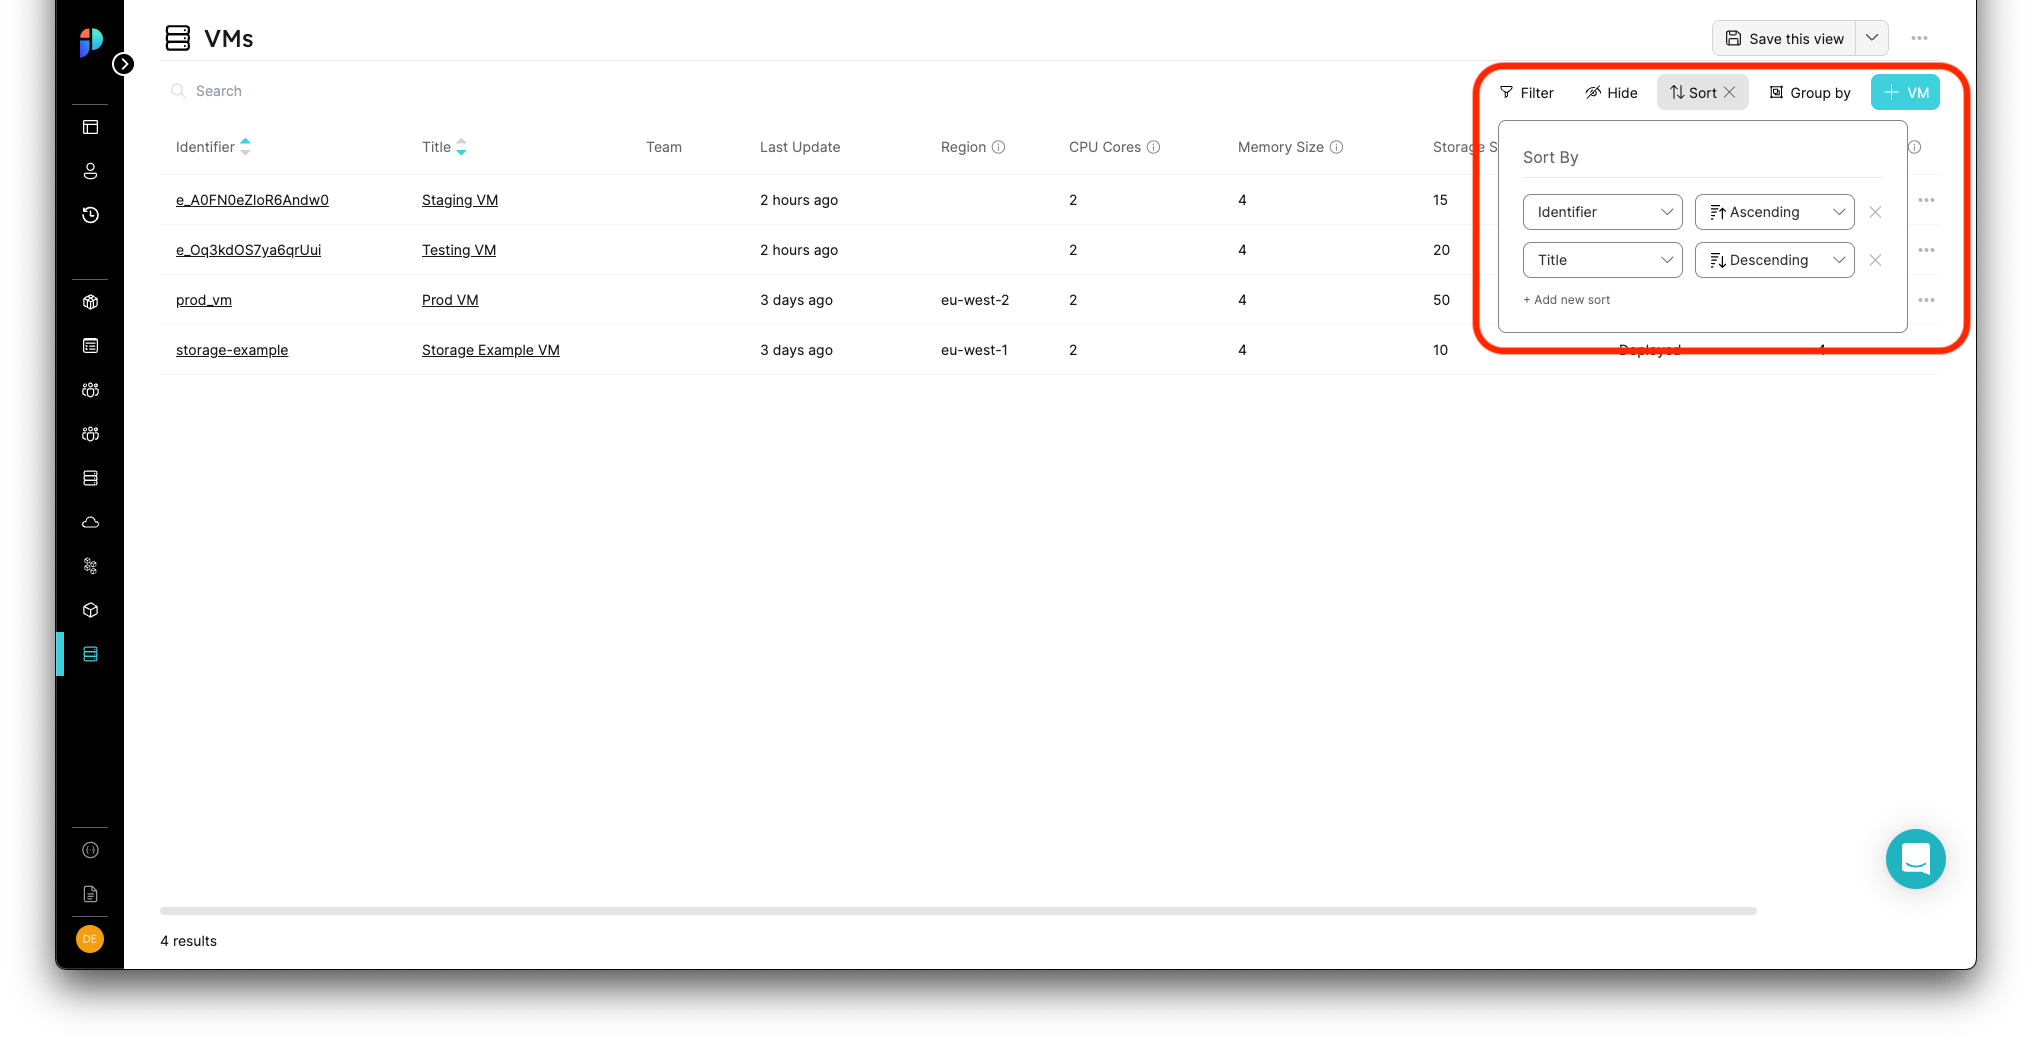 VMs
Save this view
Search
Filter
Hide
Sort
Group by
VM
Identifier
Title
Team
Last Update
Region
CPU Cores
Memory Size
Storage S
Sort By
Identifier
Ascending
Title
Descending
+ Add new sort
e_A0FN0eZloR6Andw0
Staging VM
2 hours ago
2
4
15
e_Oq3kdOS7ya6qrUui
Testing VM
2 hours ago
2
4
20
prod_vm
Prod VM
3 days ago
eu-west-2
2
4
50
storage-example
Storage Example VM
3 days ago
eu-west-1
2
4
10
Deployed
4
4 results
DE